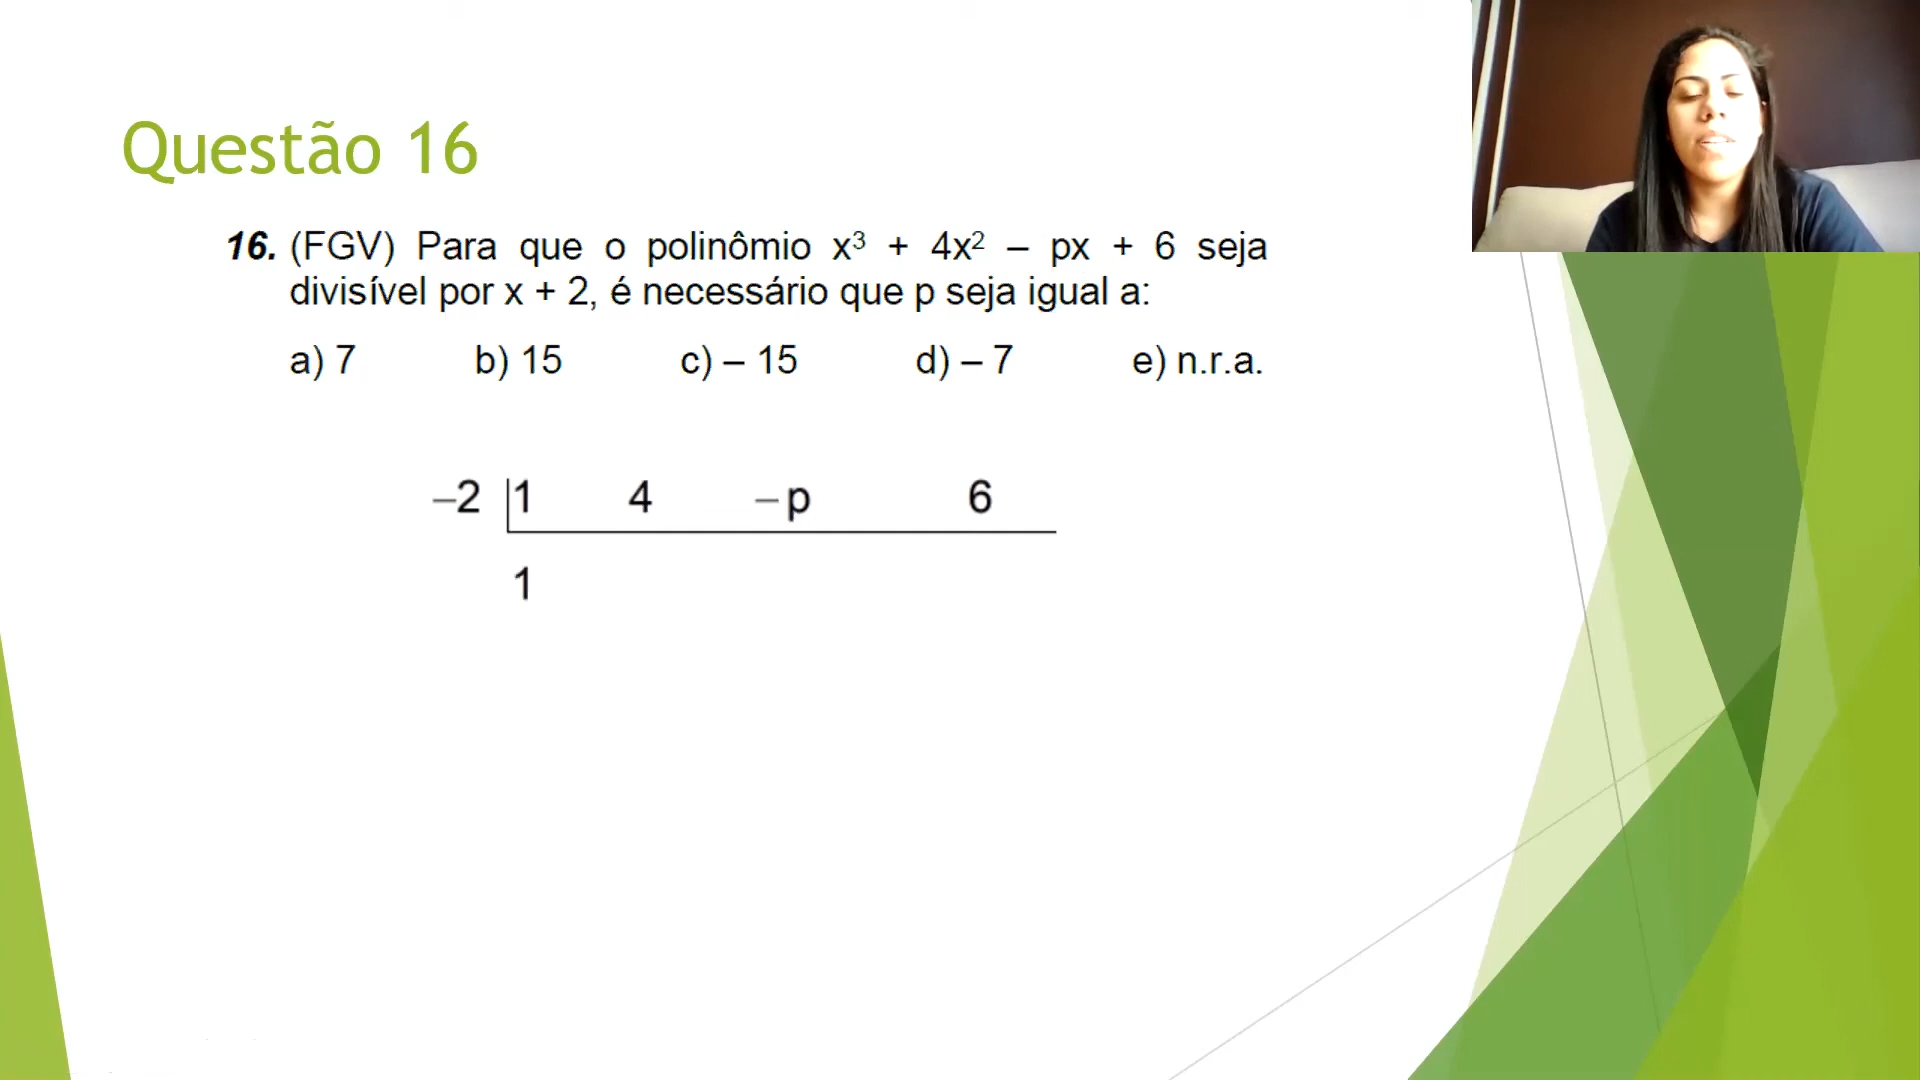 Questão 16
16. (FGV) Para que o polinômio x³ + 4x² – px + 6 seja
divisível por x + 2, é necessário que p seja igual a:
a) 7 b) 15 c) – 15 d) – 7 e) n.r.a.
–2 1 4 –p 6
1